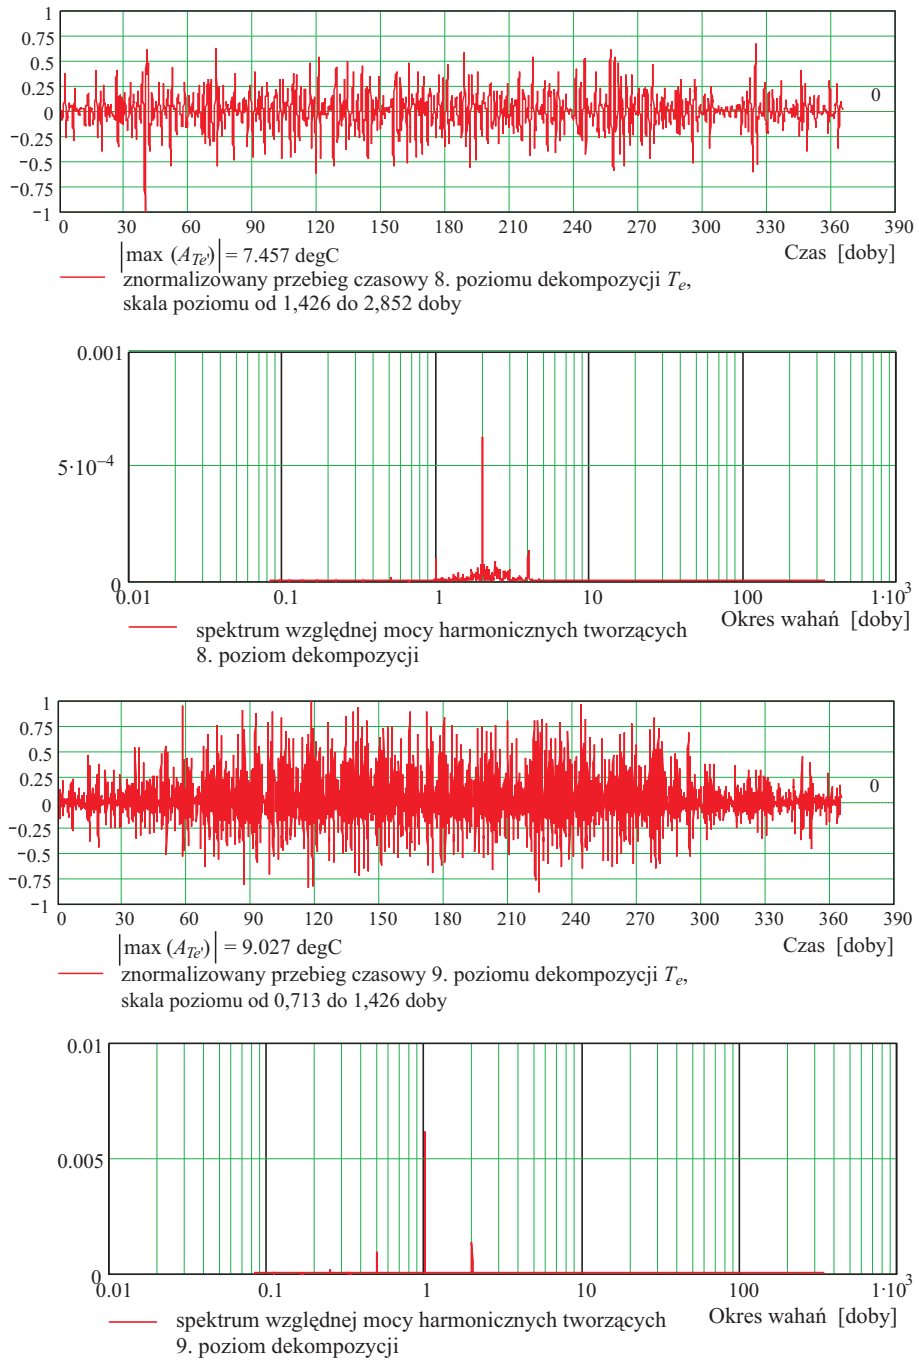 1
0.75
0.5
0.25
0
−0.25
−0.5
−0.75
−1
0
0 30 60 90 120 150 180 210 240 270 300 330 360 390
Czas [doby]
|max (A_Te')| = 7.457 degC
znormalizowany przebieg czasowy 8. poziomu dekompozycji T_e,
skala poziomu od 1,426 do 2,852 doby
0.001
5·10⁻⁴
0
0.01 0.1 1 10 100 1·10³
Okres wahań [doby]
spektrum względnej mocy harmonicznych tworzących
8. poziom dekompozycji
1
0.75
0.5
0.25
0
−0.25
−0.5
−0.75
−1
0
0 30 60 90 120 150 180 210 240 270 300 330 360 390
Czas [doby]
|max (A_Te')| = 9.027 degC
znormalizowany przebieg czasowy 9. poziomu dekompozycji T_e,
skala poziomu od 0,713 do 1,426 doby
0.01
0.005
0
0.01 0.1 1 10 100 1·10³
Okres wahań [doby]
spektrum względnej mocy harmonicznych tworzących
9. poziom dekompozycji